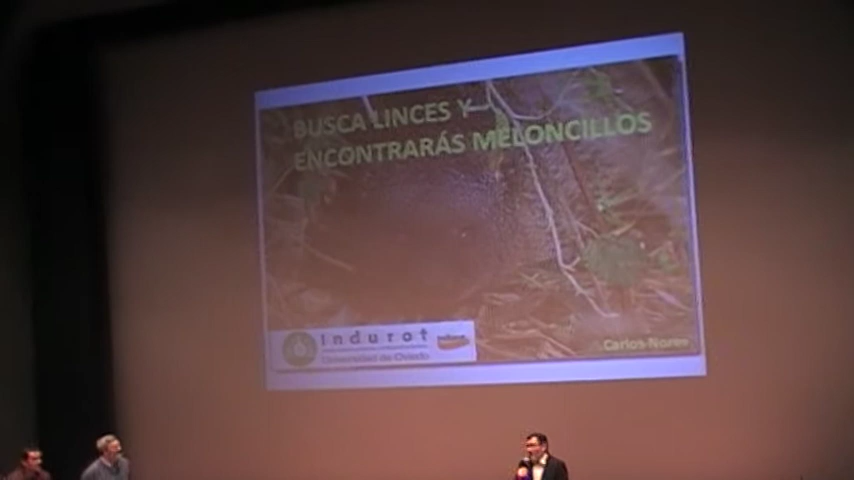 BUSCA LINCES Y
ENCONTRARÁS MELONCILLOS
Indurot
Universidad de Oviedo
Carlos Nores